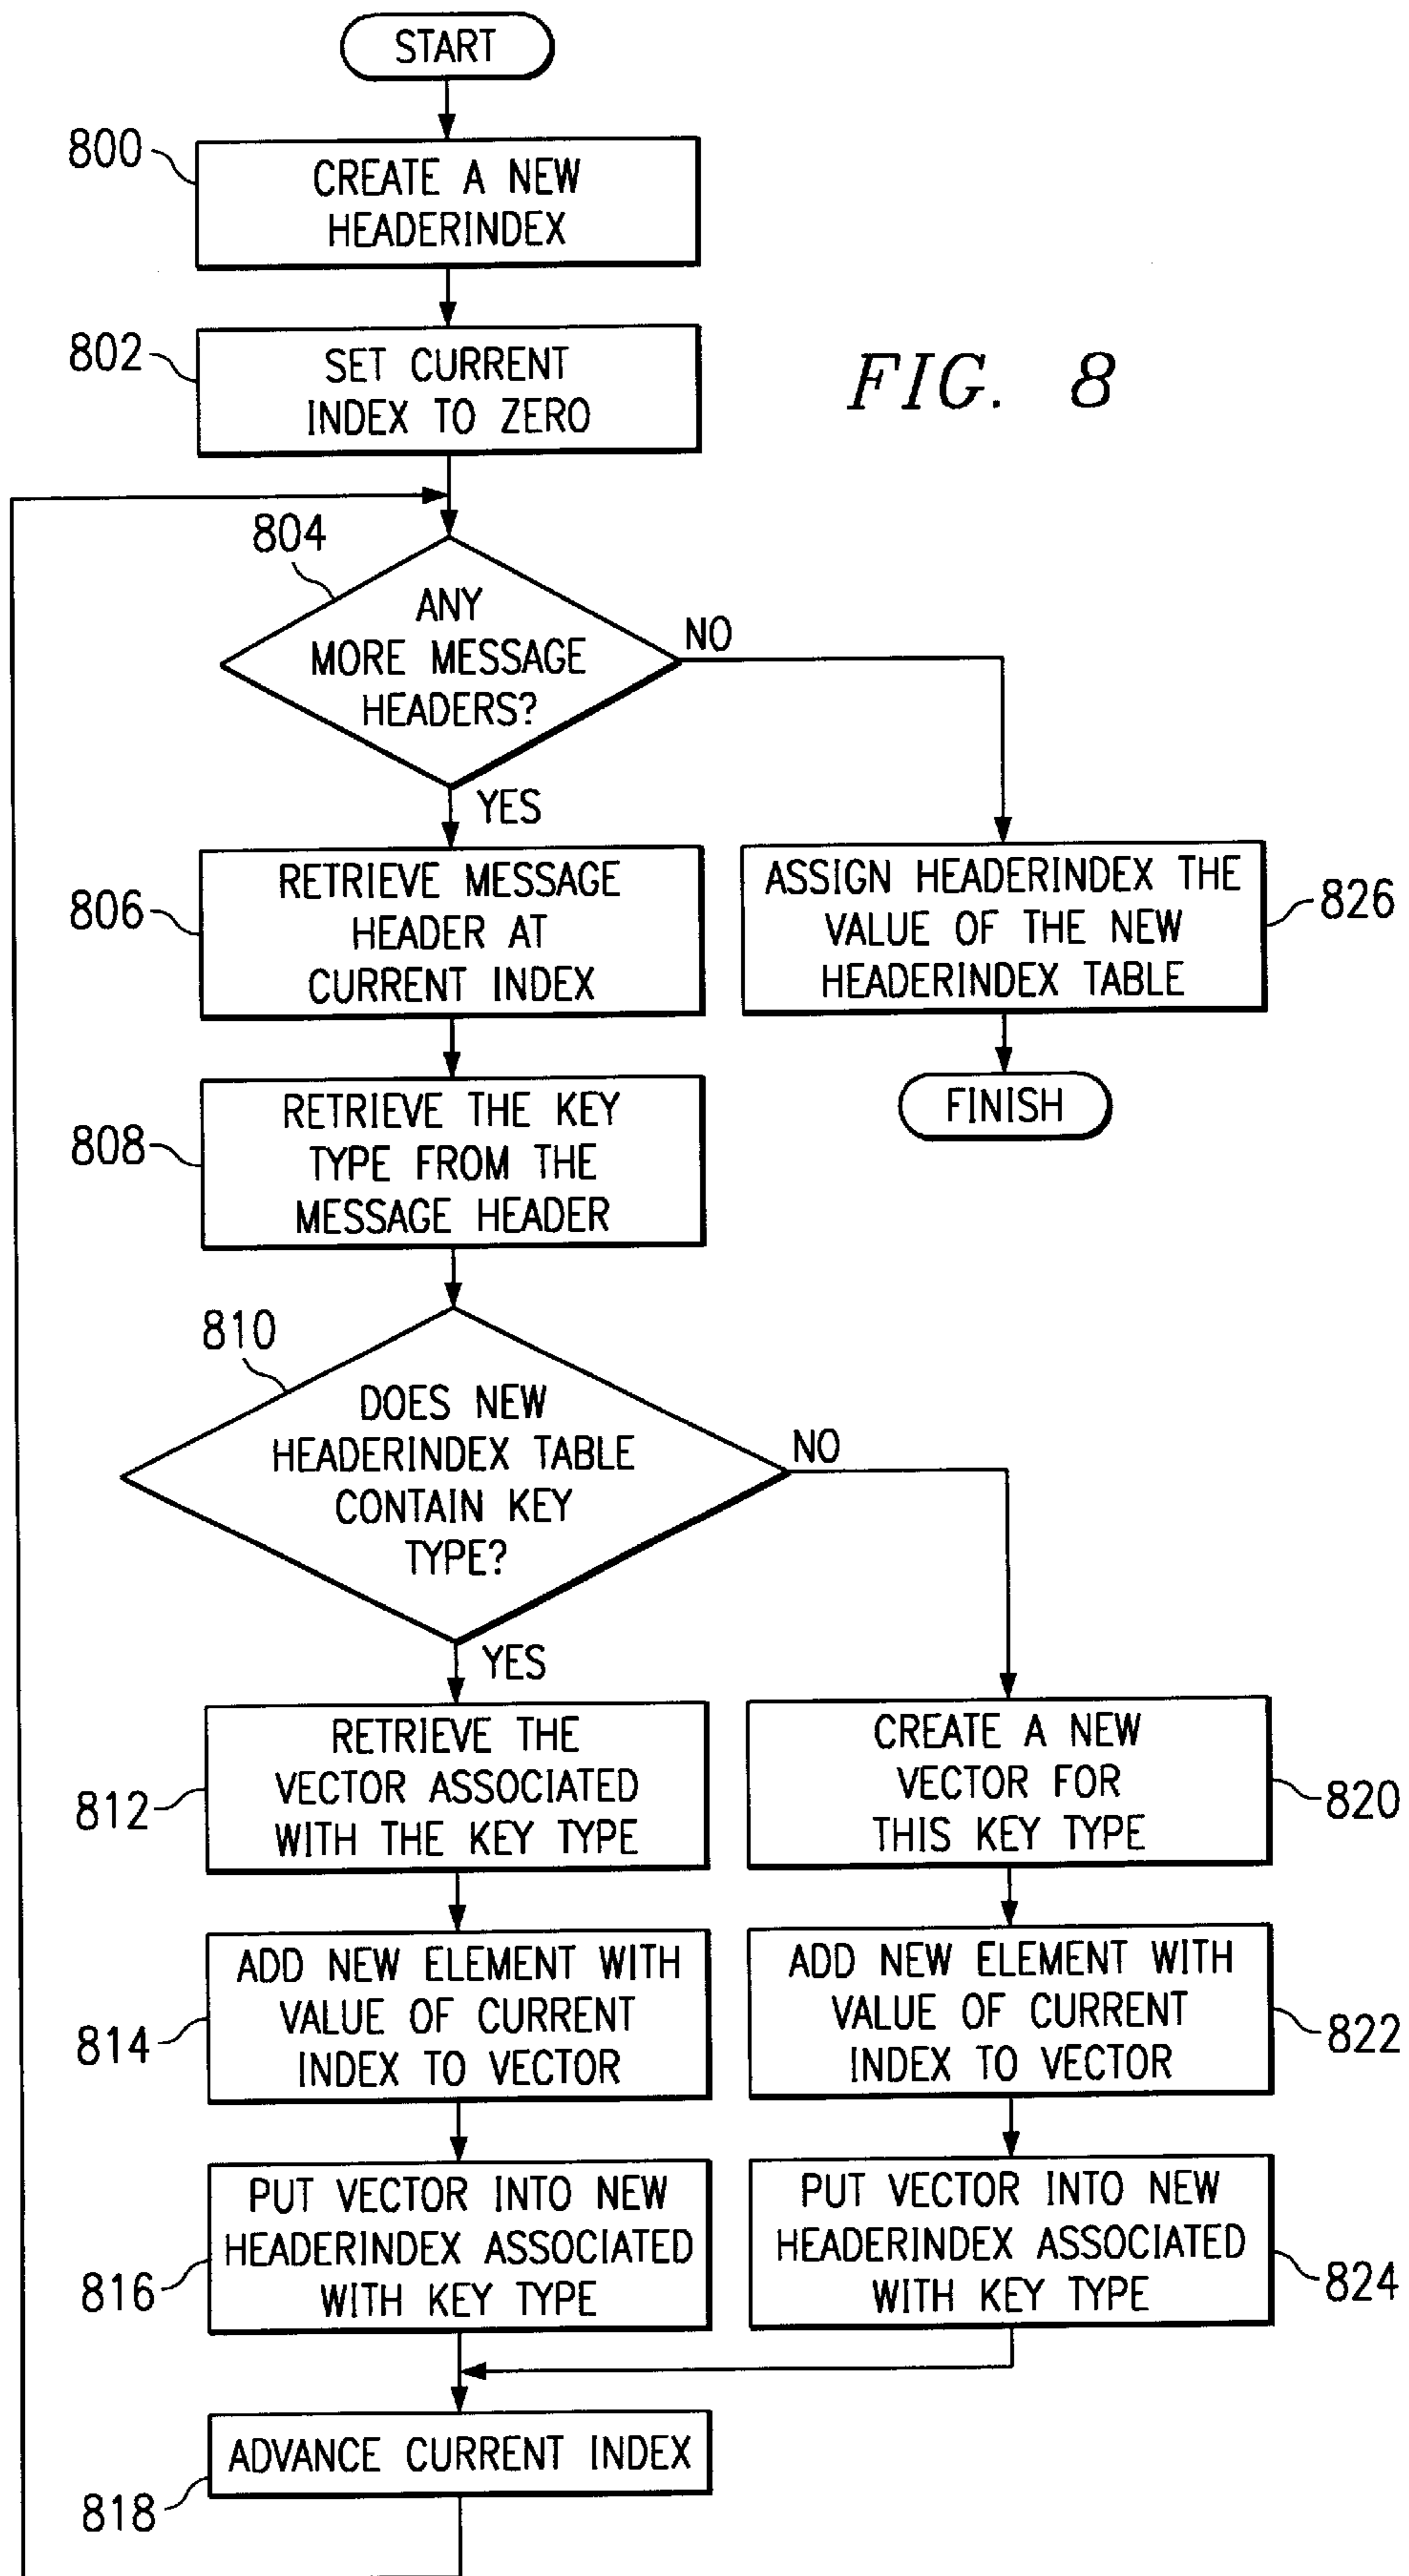 START
800
CREATE A NEW
HEADERINDEX
802
SET CURRENT
INDEX TO ZERO
FIG. 8
804
ANY
MORE MESSAGE
HEADERS?
NO
YES
806
RETRIEVE MESSAGE
HEADER AT
CURRENT INDEX
ASSIGN HEADERINDEX THE
VALUE OF THE NEW
HEADERINDEX TABLE
826
808
RETRIEVE THE KEY
TYPE FROM THE
MESSAGE HEADER
FINISH
810
DOES NEW
HEADERINDEX TABLE
CONTAIN KEY
TYPE?
NO
YES
812
RETRIEVE THE
VECTOR ASSOCIATED
WITH THE KEY TYPE
CREATE A NEW
VECTOR FOR
THIS KEY TYPE
820
814
ADD NEW ELEMENT WITH
VALUE OF CURRENT
INDEX TO VECTOR
ADD NEW ELEMENT WITH
VALUE OF CURRENT
INDEX TO VECTOR
822
816
PUT VECTOR INTO NEW
HEADERINDEX ASSOCIATED
WITH KEY TYPE
PUT VECTOR INTO NEW
HEADERINDEX ASSOCIATED
WITH KEY TYPE
824
ADVANCE CURRENT INDEX
818